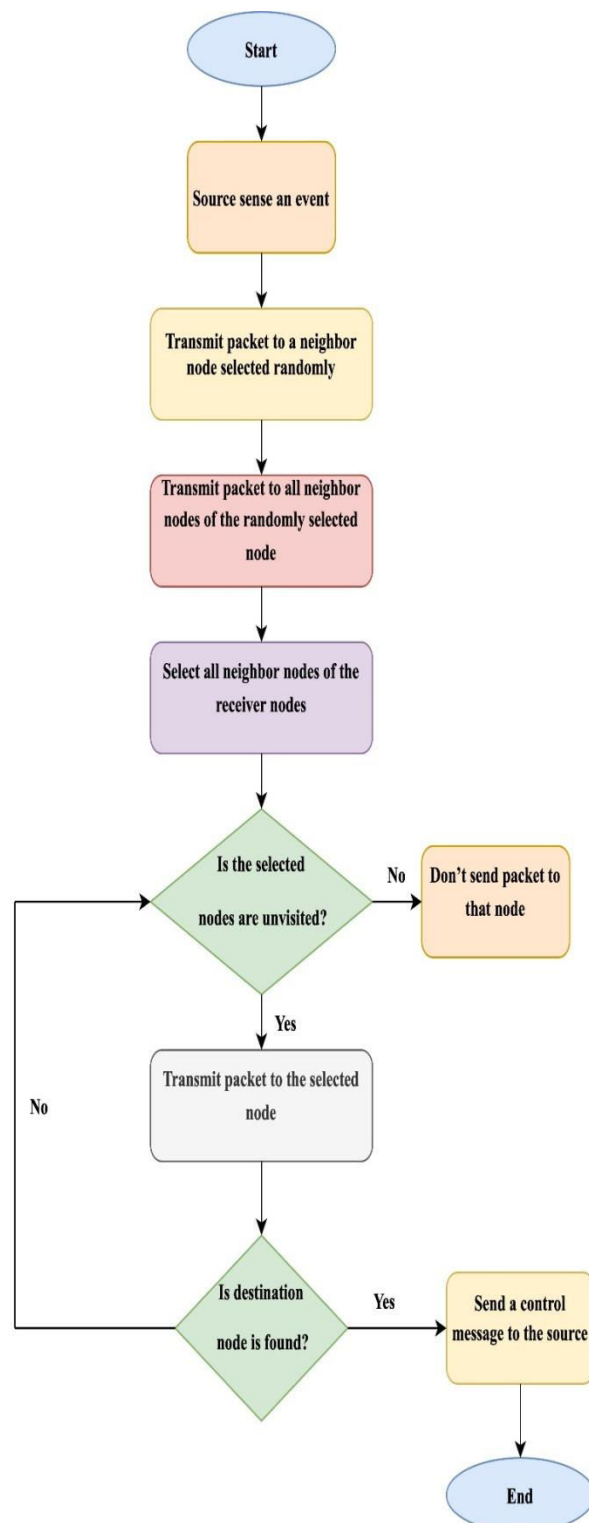 Start
Source sense an event
Transmit packet to a neighbor
node selected randomly
Transmit packet to all neighbor
nodes of the randomly selected
node
Select all neighbor nodes of the
receiver nodes
Is the selected
nodes are unvisited?
No
Don't send packet to
that node
Yes
Transmit packet to the selected
node
No
Is destination
node is found?
Yes
Send a control
message to the source
End